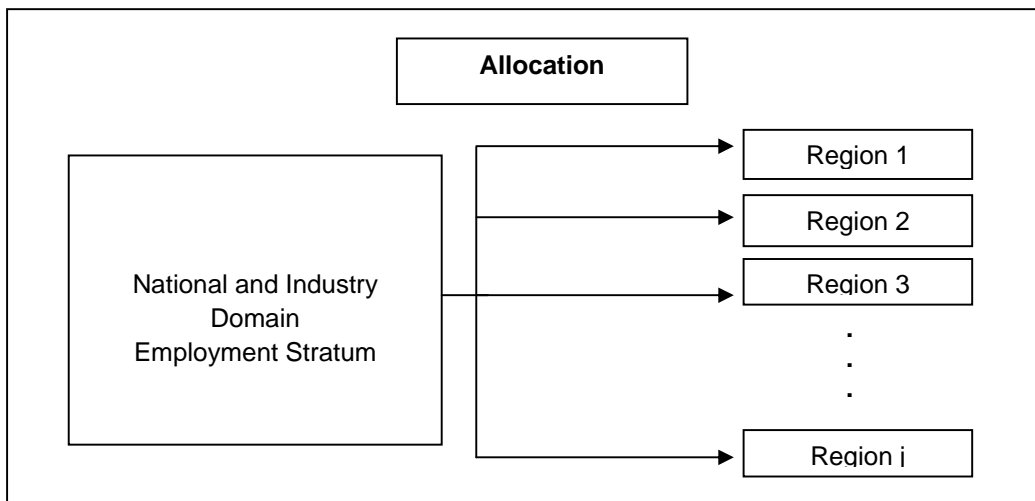 Allocation
National and Industry
Domain
Employment Stratum
Region 1
Region 2
Region 3
.
.
.
Region j